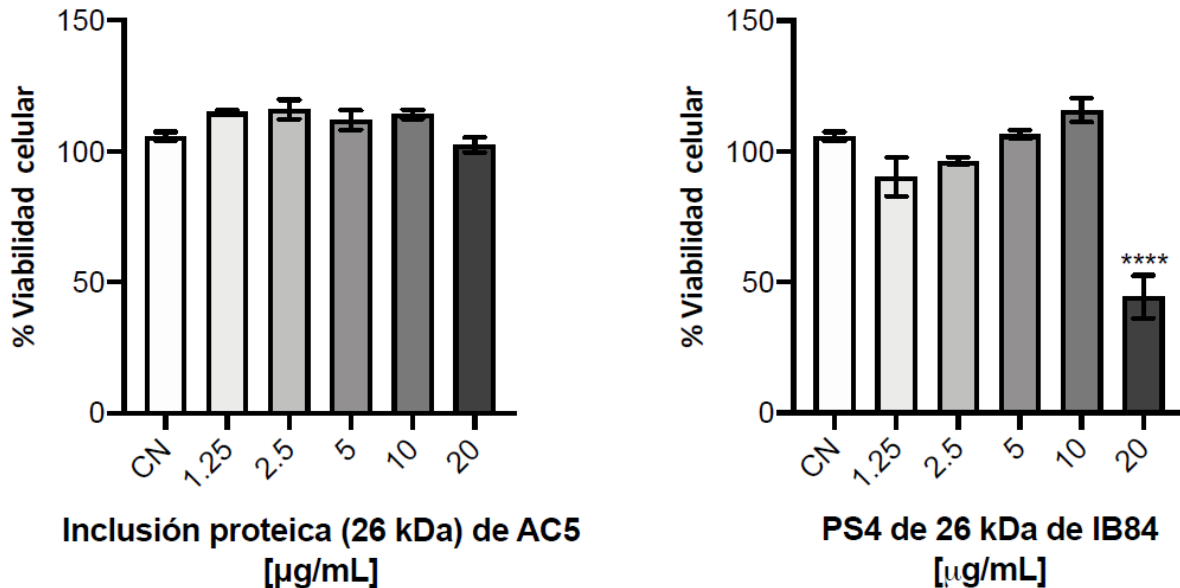 % Viabilidad celular
150
100
50
0
CN
1.25
2.5
5
10
20
Inclusión proteica (26 kDa) de AC5
[µg/mL]
% Viabilidad celular
150
100
50
0
****
CN
1.25
2.5
5
10
20
PS4 de 26 kDa de IB84
[µg/mL]